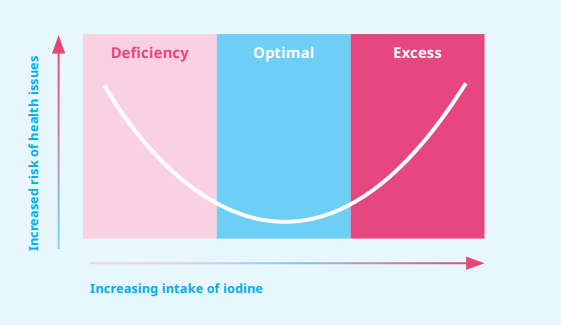 Deficiency
Optimal
Excess
Increased risk of health issues
Increasing intake of iodine